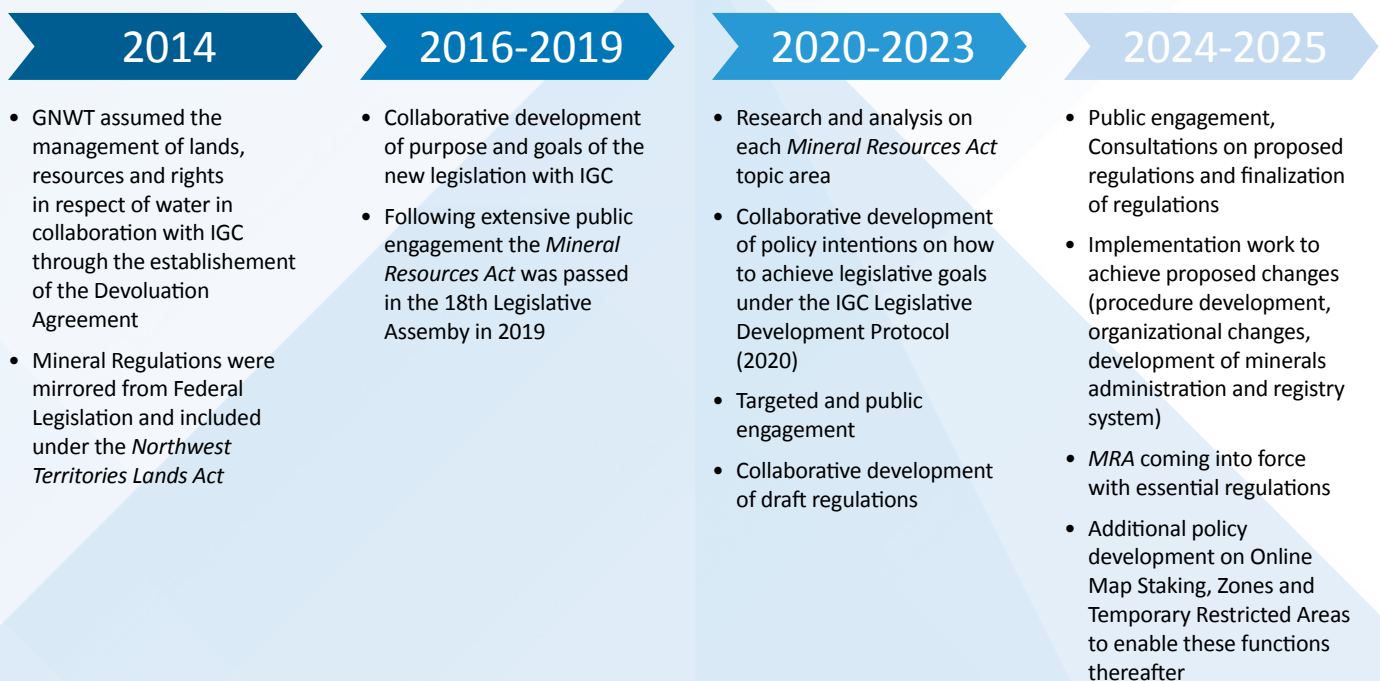 2014
• GNWT assumed the
management of lands,
resources and rights
in respect of water in
collaboration with IGC
through the establishement
of the Devoluation
Agreement
• Mineral Regulations were
mirrored from Federal
Legislation and included
under the Northwest
Territories Lands Act
2016-2019
• Collaborative development
of purpose and goals of the
new legislation with IGC
• Following extensive public
engagement the Mineral
Resources Act was passed
in the 18th Legislative
Assemby in 2019
2020-2023
• Research and analysis on
each Mineral Resources Act
topic area
• Collaborative development
of policy intentions on how
to achieve legislative goals
under the IGC Legislative
Development Protocol
(2020)
• Targeted and public
engagement
• Collaborative development
of draft regulations
2024-2025
• Public engagement,
Consultations on proposed
regulations and finalization
of regulations
• Implementation work to
achieve proposed changes
(procedure development,
organizational changes,
development of minerals
administration and registry
system)
• MRA coming into force
with essential regulations
• Additional policy
development on Online
Map Staking, Zones and
Temporary Restricted Areas
to enable these functions
thereafter